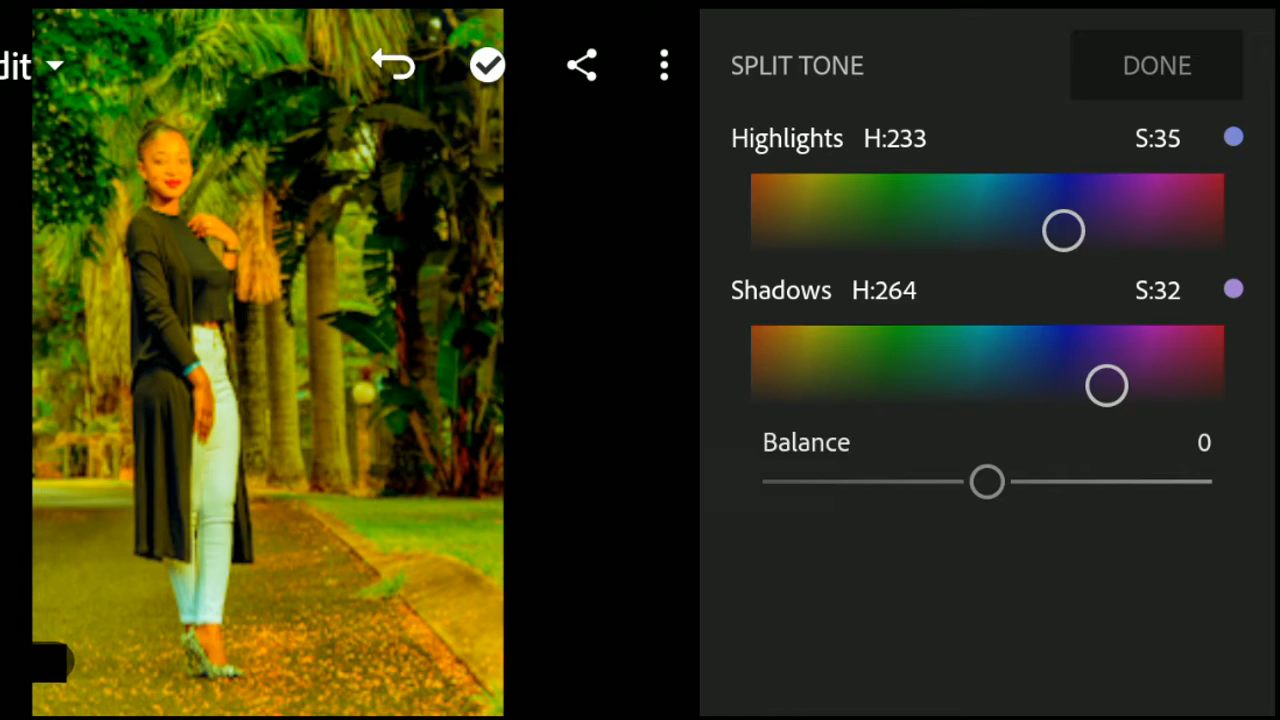 dit
SPLIT TONE
DONE
Highlights H:233 S:35
Shadows H:264 S:32
Balance 0